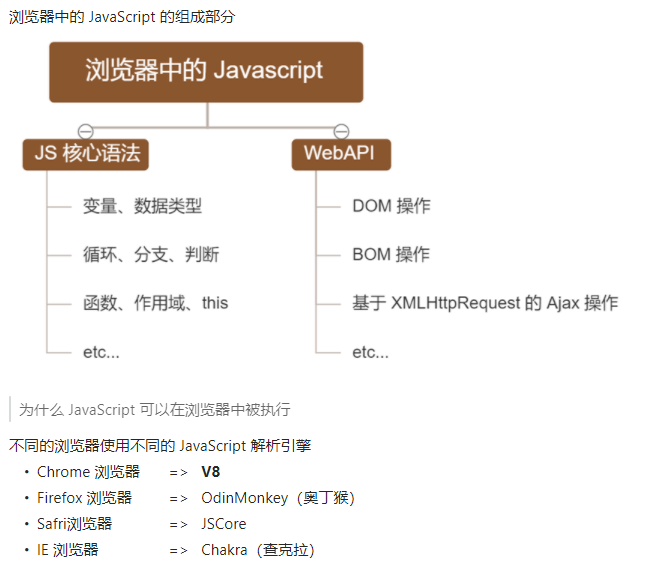 浏览器中的 JavaScript 的组成部分
浏览器中的 Javascript
JS 核心语法
变量、数据类型
循环、分支、判断
函数、作用域、this
etc...
WebAPI
DOM 操作
BOM 操作
基于 XMLHttpRequest 的 Ajax 操作
etc...
为什么 JavaScript 可以在浏览器中被执行
不同的浏览器使用不同的 JavaScript 解析引擎
• Chrome 浏览器 => V8
• Firefox 浏览器 => OdinMonkey（奥丁猴）
• Safri浏览器 => JSCore
• IE 浏览器 => Chakra（查克拉）